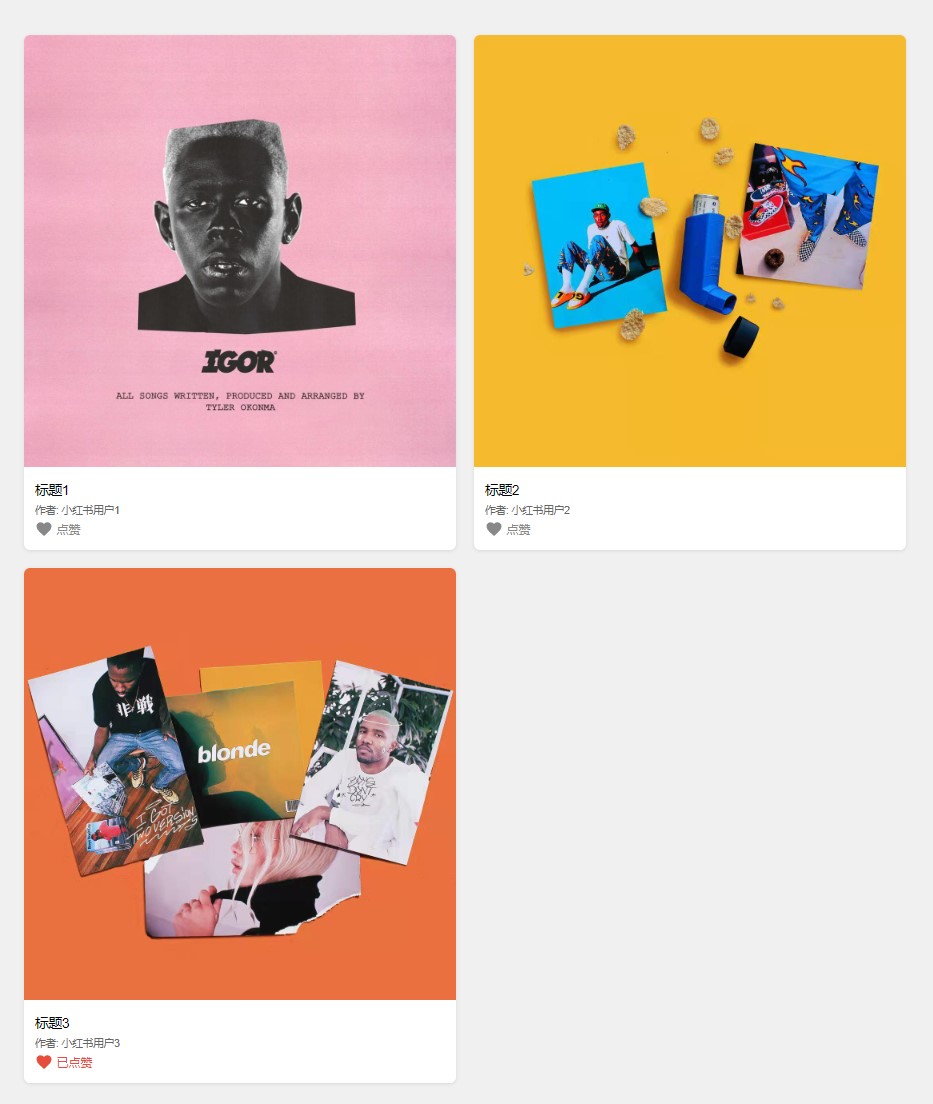 IGOR
ALL SONGS WRITTEN, PRODUCED AND ARRANGED BY
TYLER OKONMA
标题1
作者: 小红书用户1
点赞
标题2
作者: 小红书用户2
点赞
blonde
I GOT
TWO VERSIONS
标题3
作者: 小红书用户3
已点赞